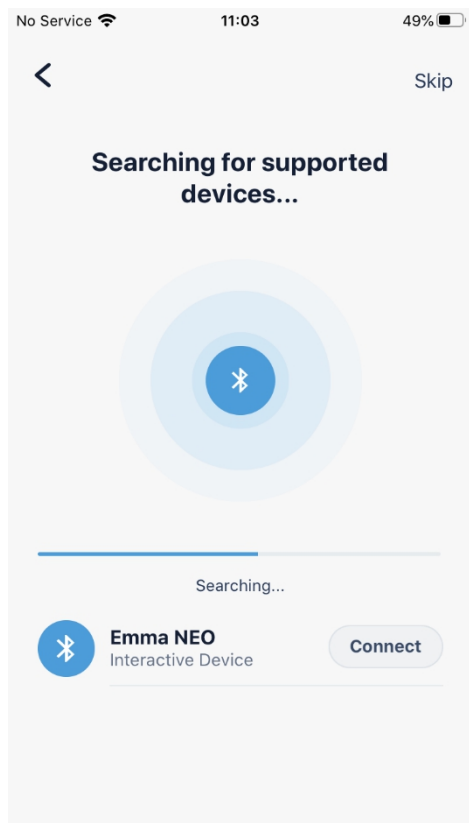 No Service 11:03 49%
Skip
Searching for supported
devices...
Searching...
Emma NEO
Interactive Device
Connect